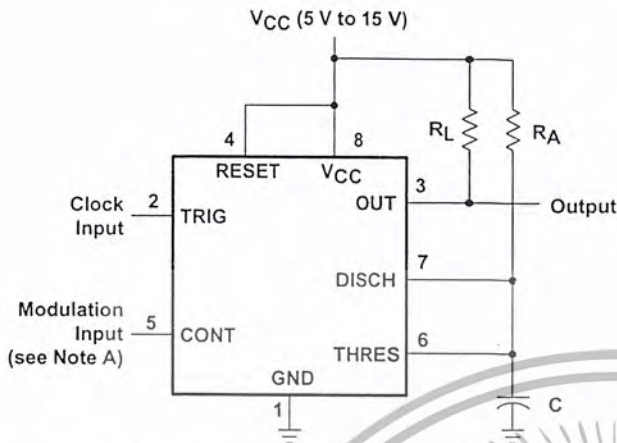 VCC (5 V to 15 V)
RL
RA
4
8
RESET
VCC
3
OUT
Output
Clock
Input
2
TRIG
7
DISCH
Modulation
Input
(see Note A)
5
CONT
6
THRES
GND
1
C